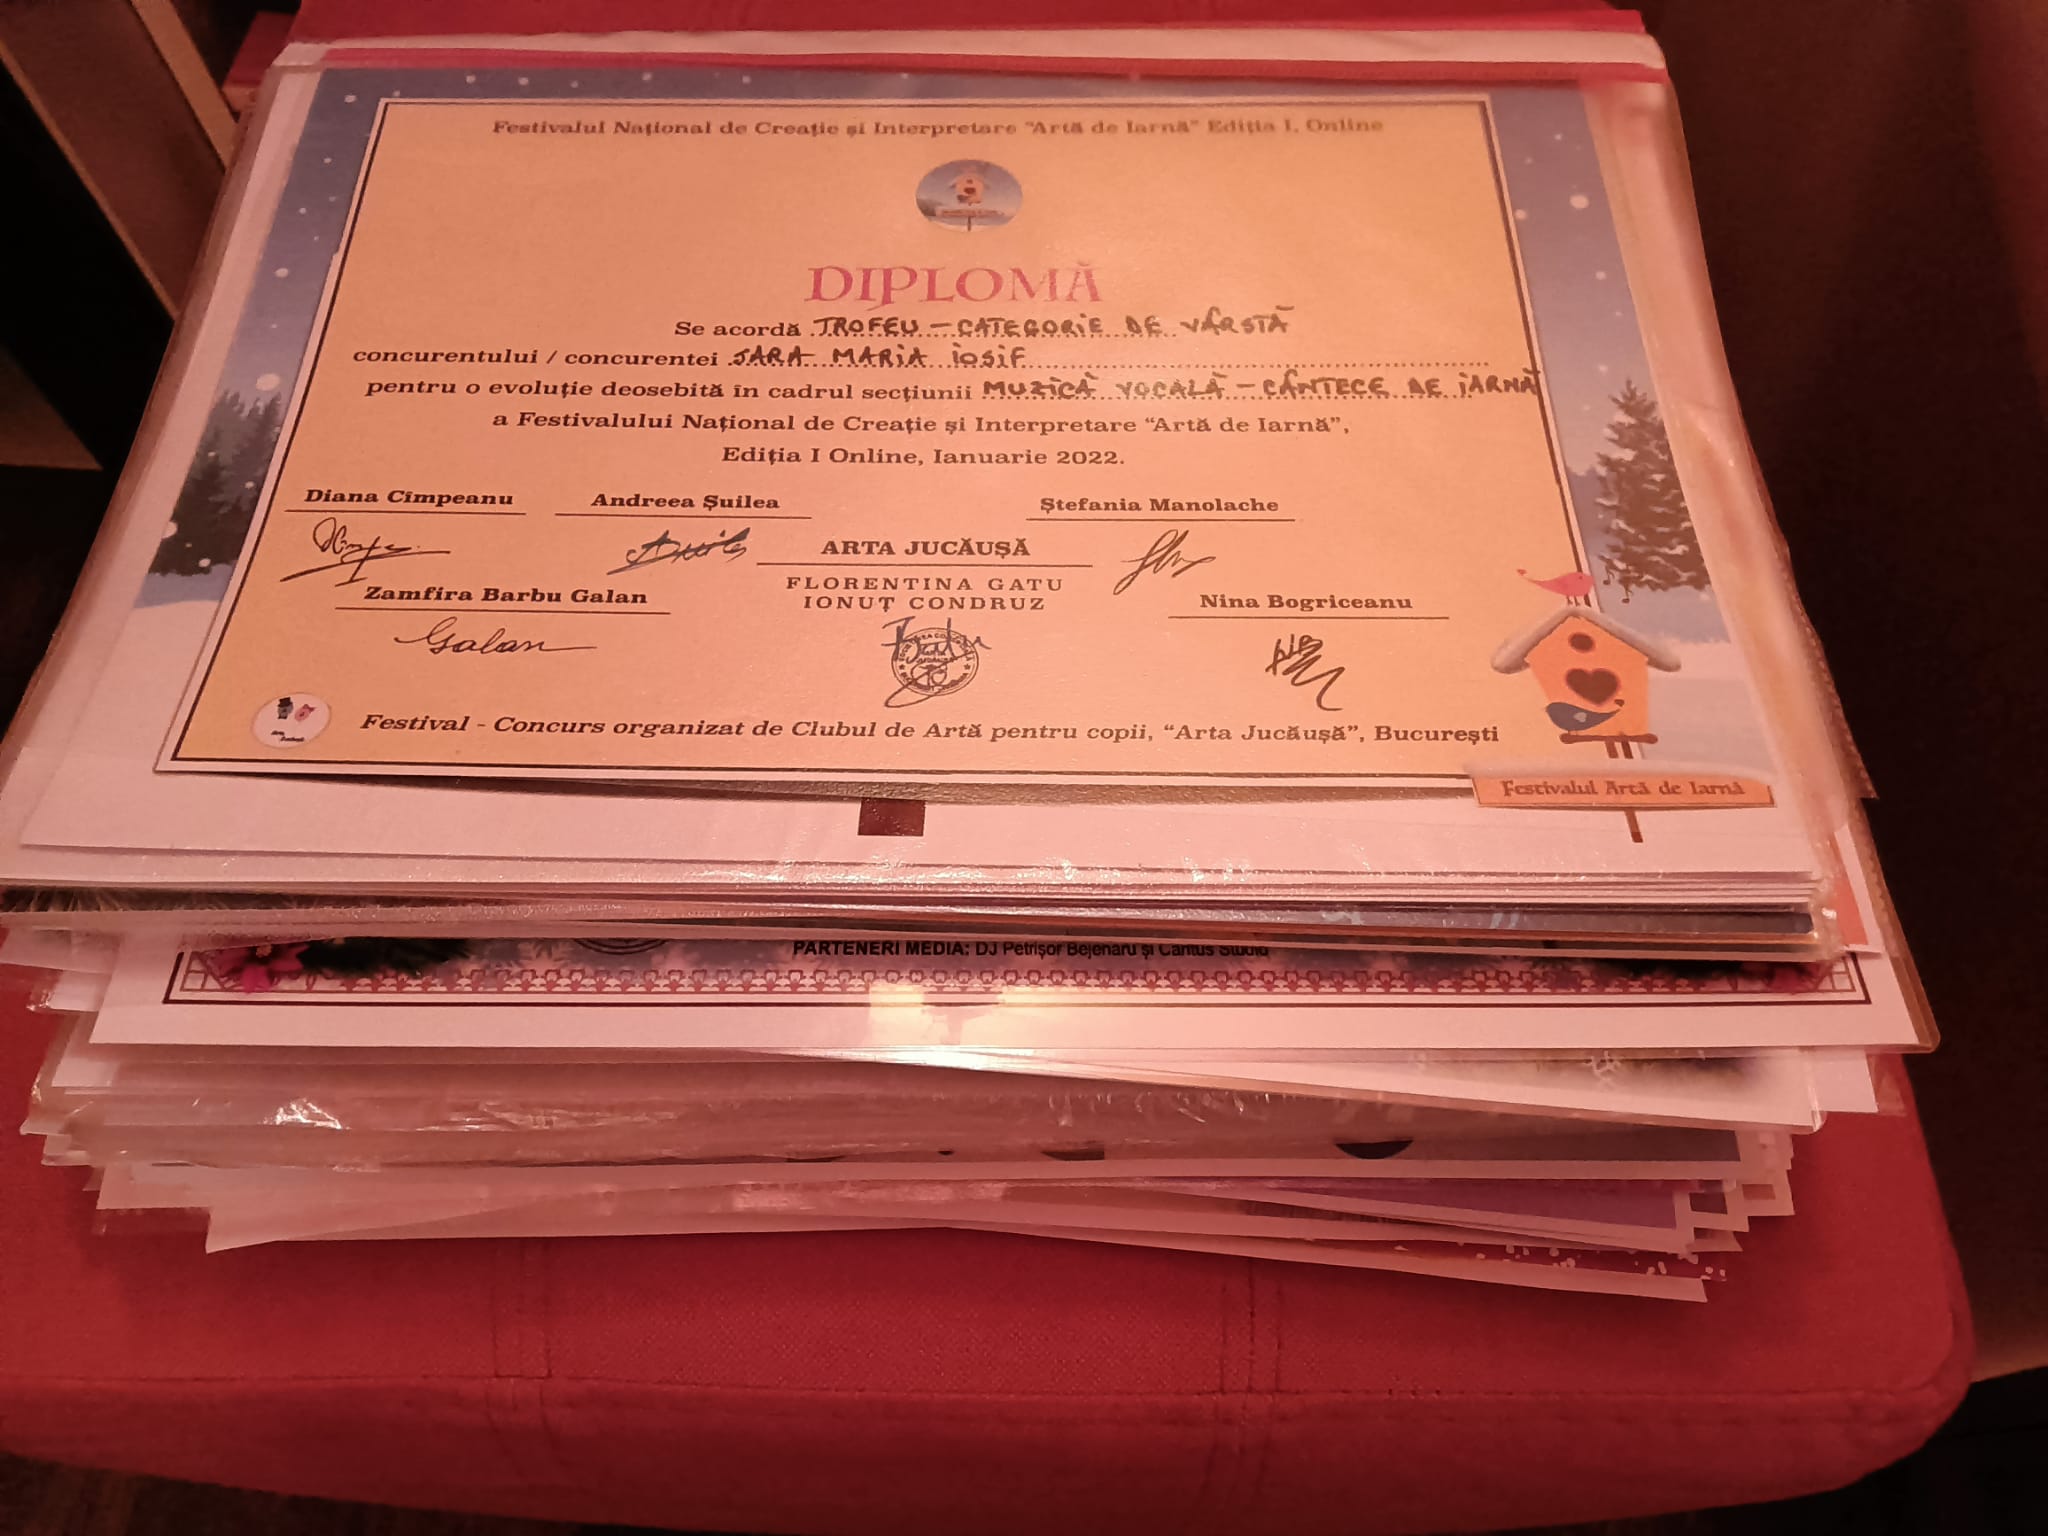 Festivalul Național de Creație și Interpretare "Artă de Iarnă" Ediția I, Online
DIPLOMĂ
Se acordă TROFEU - CATEGORIE DE VÂRSTĂ
concurentului / concurentei SARA MARIA IOSIF
pentru o evoluție deosebită în cadrul secțiunii MUZICĂ VOCALĂ - CÂNTECE DE IARNĂ
a Festivalului Național de Creație și Interpretare "Artă de Iarnă",
Ediția I Online, Ianuarie 2022.
Diana Cîmpeanu Andreea Șuilea Ștefania Manolache
ARTA JUCĂUȘĂ
FLORENTINA GATU
IONUȚ CONDRUZ
Zamfira Barbu Galan Nina Bogriceanu
Galan
Festival - Concurs organizat de Clubul de Artă pentru copii, "Arta Jucăușă", București
Festivalul Artă de Iarnă
PARTENERI MEDIA: DJ Petrișor Bejenaru și Cantus Studio